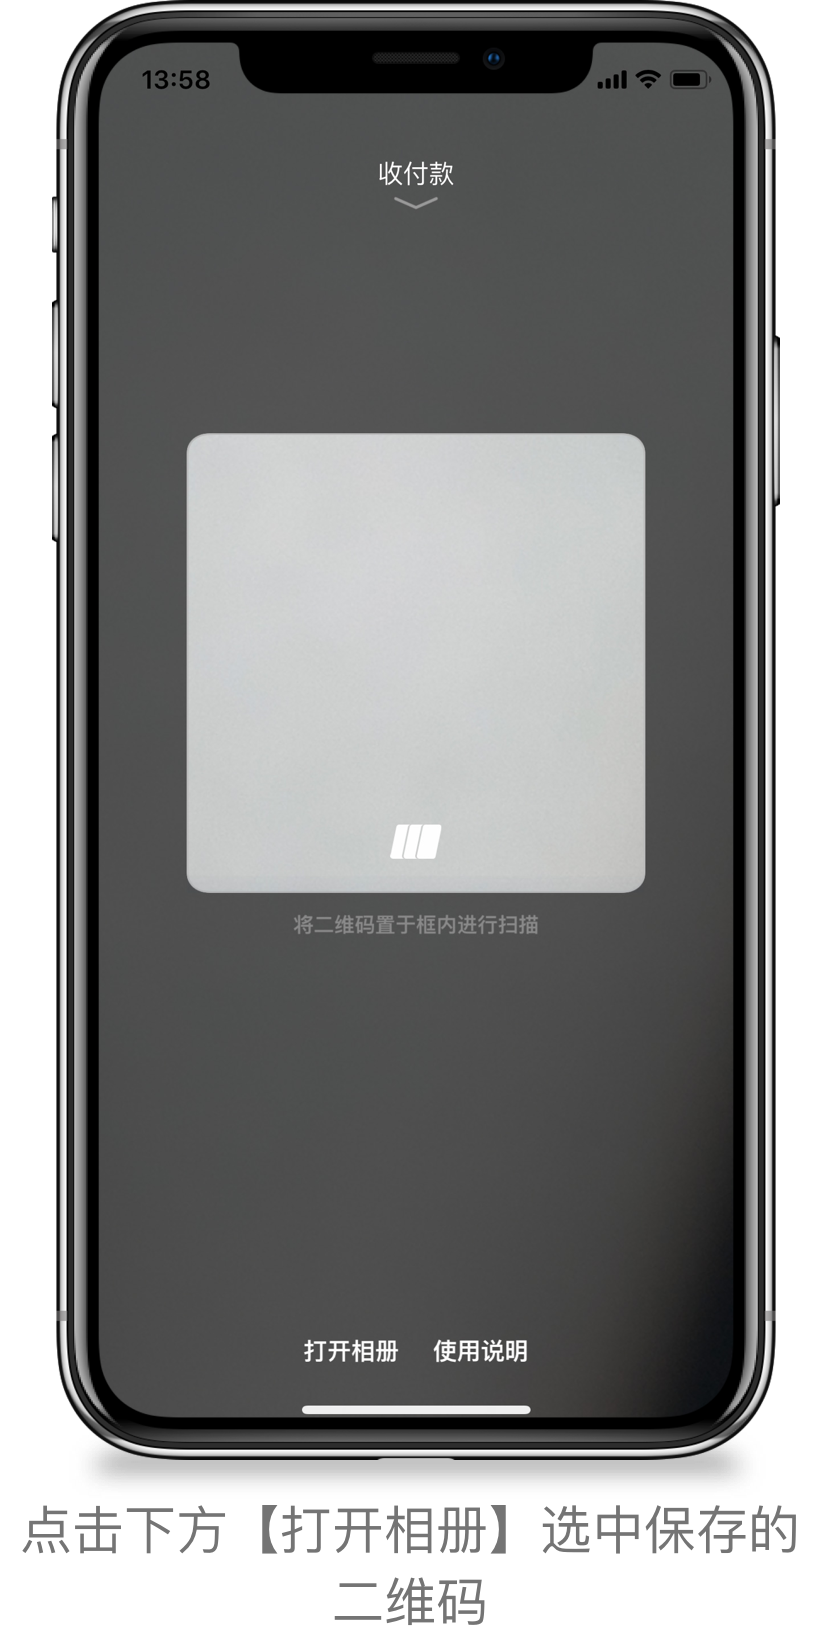 13:58
收付款
将二维码置于框内进行扫描
打开相册 使用说明
点击下方【打开相册】选中保存的
二维码